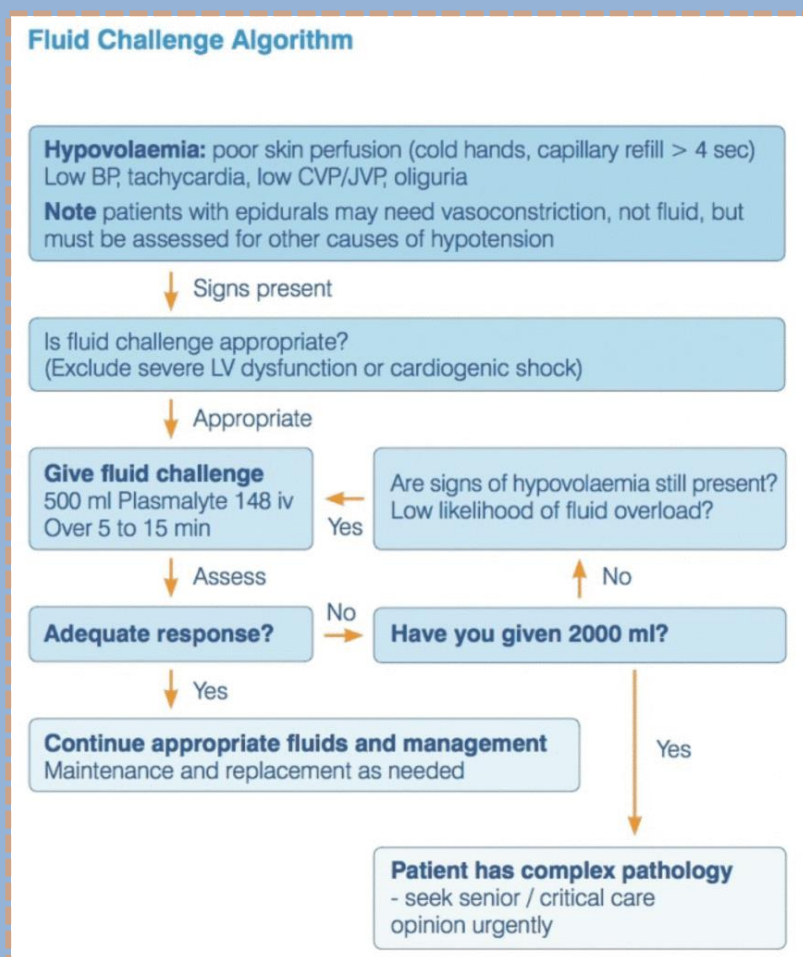 Fluid Challenge Algorithm
Hypovolaemia: poor skin perfusion (cold hands, capillary refill > 4 sec)
Low BP, tachycardia, low CVP/JVP, oliguria
Note patients with epidurals may need vasoconstriction, not fluid, but
must be assessed for other causes of hypotension
Signs present
Is fluid challenge appropriate?
(Exclude severe LV dysfunction or cardiogenic shock)
Appropriate
Give fluid challenge
500 ml Plasmalyte 148 iv
Over 5 to 15 min
Yes
Are signs of hypovolaemia still present?
Low likelihood of fluid overload?
Assess
No
Adequate response?
No
Have you given 2000 ml?
Yes
Continue appropriate fluids and management
Maintenance and replacement as needed
Yes
Patient has complex pathology
- seek senior / critical care
opinion urgently